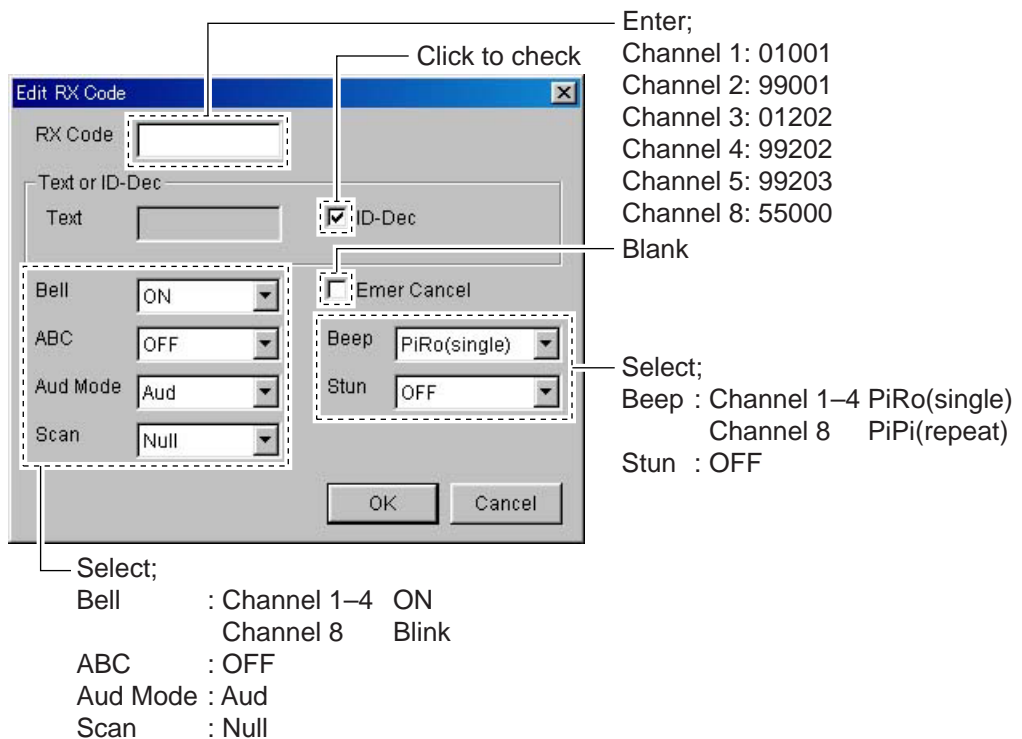 Enter;
Click to check
Channel 1: 01001
Channel 2: 99001
Channel 3: 01202
Channel 4: 99202
Channel 5: 99203
Channel 8: 55000
Blank
Edit RX Code
RX Code
Text or ID-Dec
Text
ID-Dec
Bell ON
Emer Cancel
ABC OFF
Beep PiRo(single)
Aud Mode Aud
Stun OFF
Scan Null
OK Cancel
Select;
Beep : Channel 1–4 PiRo(single)
Channel 8 PiPi(repeat)
Stun : OFF
Select;
Bell : Channel 1–4 ON
Channel 8 Blink
ABC : OFF
Aud Mode : Aud
Scan : Null